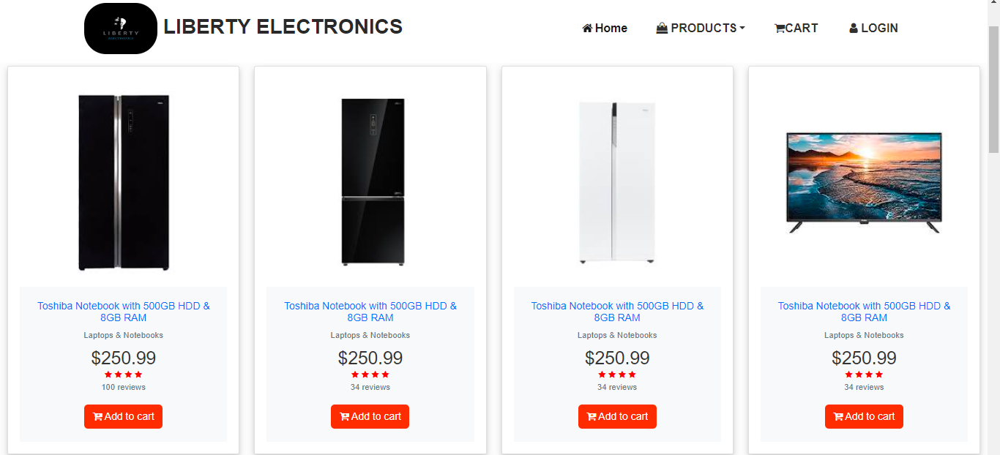 LIBERTY
LIBERTY ELECTRONICS
Home
PRODUCTS
CART
LOGIN
Toshiba Notebook with 500GB HDD &
8GB RAM
Laptops & Notebooks
$250.99
100 reviews
Add to cart
Toshiba Notebook with 500GB HDD &
8GB RAM
Laptops & Notebooks
$250.99
34 reviews
Add to cart
Toshiba Notebook with 500GB HDD &
8GB RAM
Laptops & Notebooks
$250.99
34 reviews
Add to cart
Toshiba Notebook with 500GB HDD &
8GB RAM
Laptops & Notebooks
$250.99
34 reviews
Add to cart